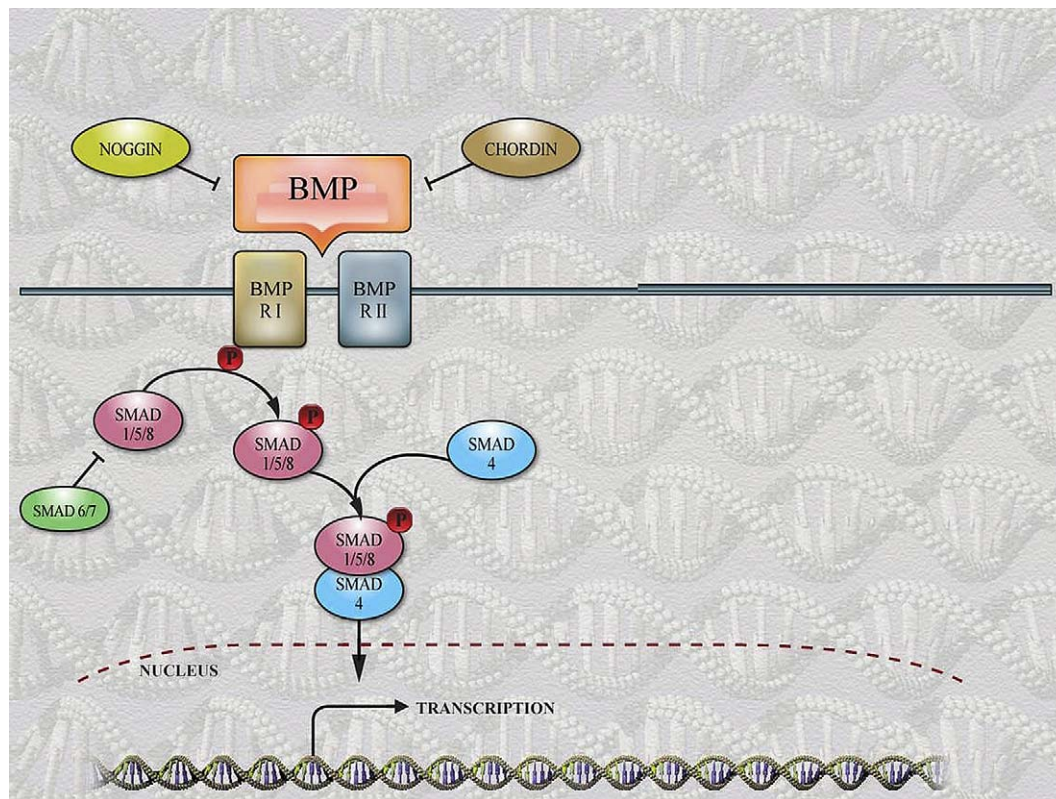 NOGGIN
CHORDIN
BMP
BMP
R I
BMP
R II
P
SMAD
1/5/8
P
SMAD
1/5/8
SMAD
4
SMAD 6/7
P
SMAD
1/5/8
SMAD
4
NUCLEUS
TRANSCRIPTION